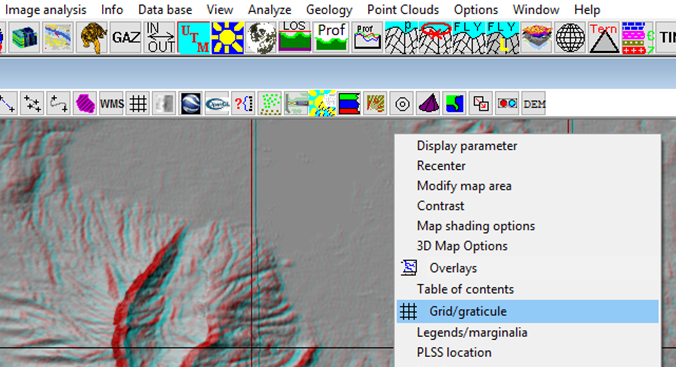 Image analysis Info Data base View Analyze Geology Point Clouds Options Window Help
GAZ IN OUT UTM LOS Prof Prof P FLY FLY Tern TIN
WMS OpenGL DEM
Display parameter
Recenter
Modify map area
Contrast
Map shading options
3D Map Options
Overlays
Table of contents
Grid/graticule
Legends/marginalia
PLSS location